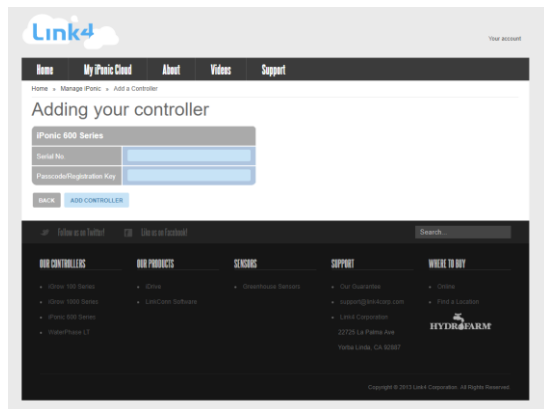 Link4
Your account
Home My iPonic Cloud About Videos Support
Home » Manage iPonic » Add a Controller
Adding your controller
iPonic 600 Series
Serial No.
Passcode/Registration Key
BACK ADD CONTROLLER
Follow us on Twitter! Like us on Facebook! Search...
OUR CONTROLLERS OUR PRODUCTS SENSORS SUPPORT WHERE TO BUY
iGrow 100 Series iDrive Greenhouse Sensors Our Guarantee Online
iGrow 1000 Series LinkConn Software support@link4corp.com Find a Location
iPonic 600 Series Link4 Corporation HYDROFARM
WaterPhase LT 22725 La Palma Ave
Yorba Linda, CA 92887
Copyright © 2013 Link4 Corporation. All Rights Reserved.